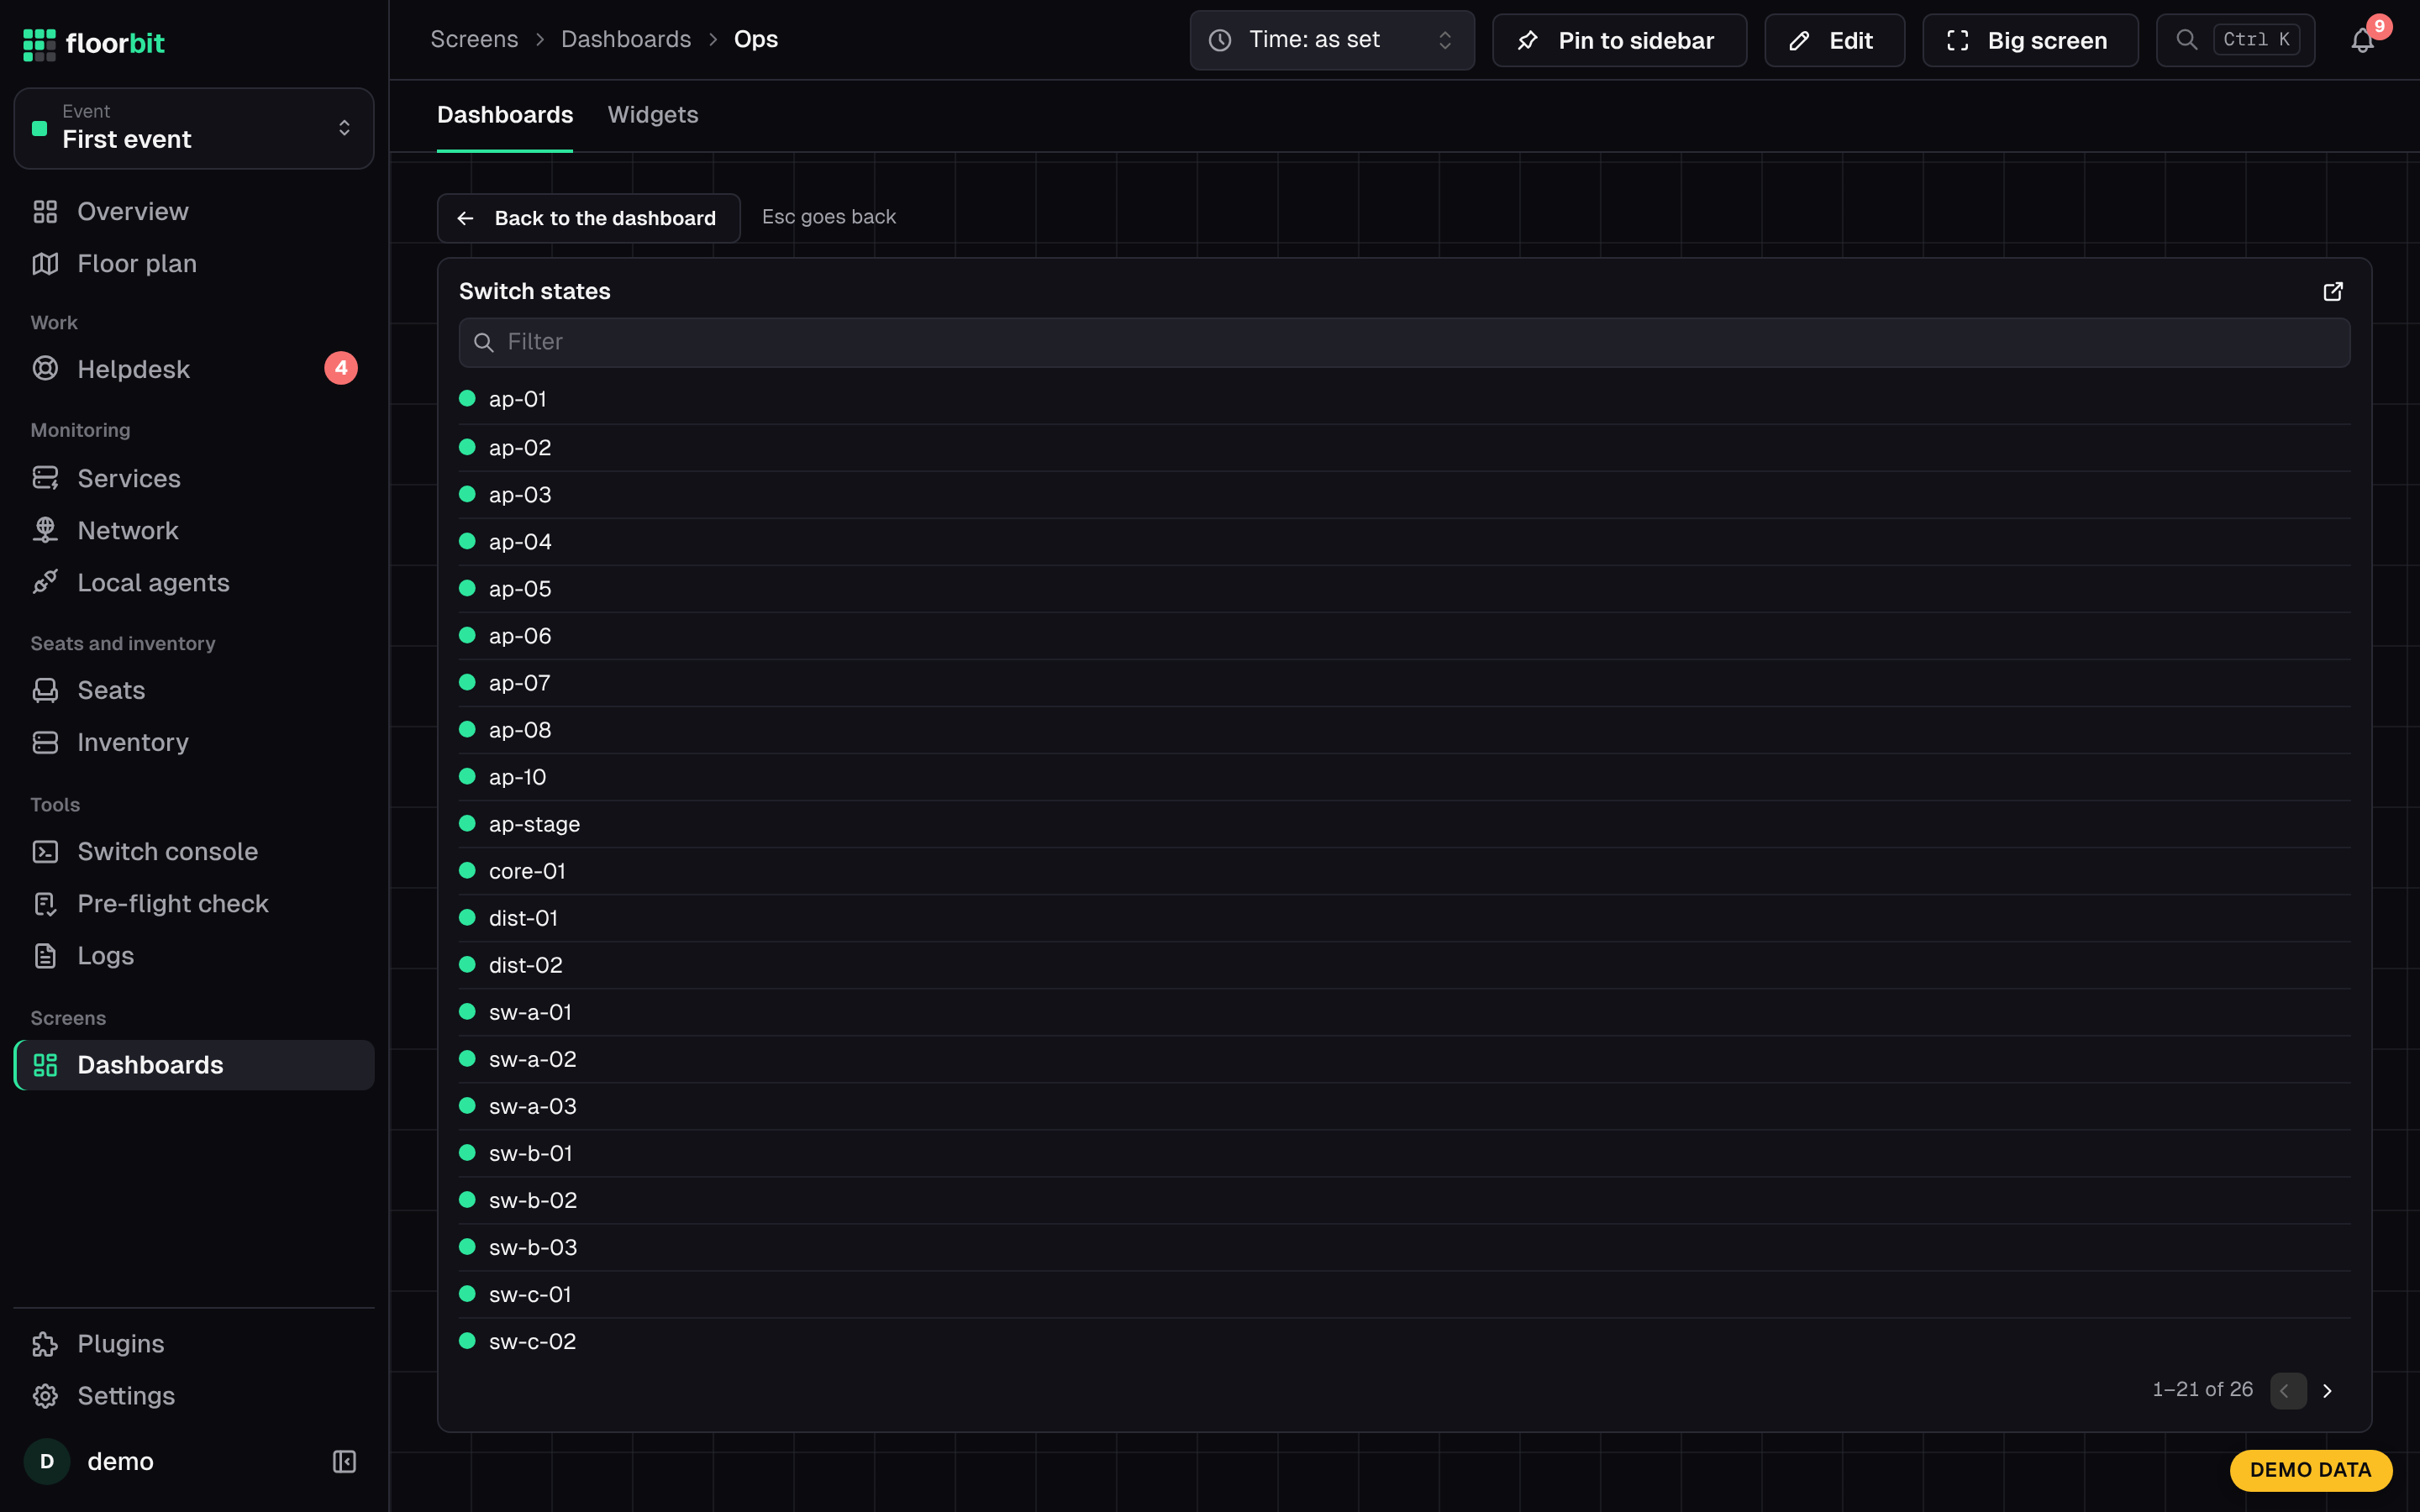 floorbit
Event
First event
Overview
Floor plan
Work
Helpdesk 4
Monitoring
Services
Network
Local agents
Seats and inventory
Seats
Inventory
Tools
Switch console
Pre-flight check
Logs
Screens
Dashboards
Plugins
Settings
D demo
Screens > Dashboards > Ops
Time: as set
Pin to sidebar
Edit
Big screen
Ctrl K
9
Dashboards Widgets
Back to the dashboard Esc goes back
Switch states
Filter
ap-01
ap-02
ap-03
ap-04
ap-05
ap-06
ap-07
ap-08
ap-10
ap-stage
core-01
dist-01
dist-02
sw-a-01
sw-a-02
sw-a-03
sw-b-01
sw-b-02
sw-b-03
sw-c-01
sw-c-02
1–21 of 26
DEMO DATA